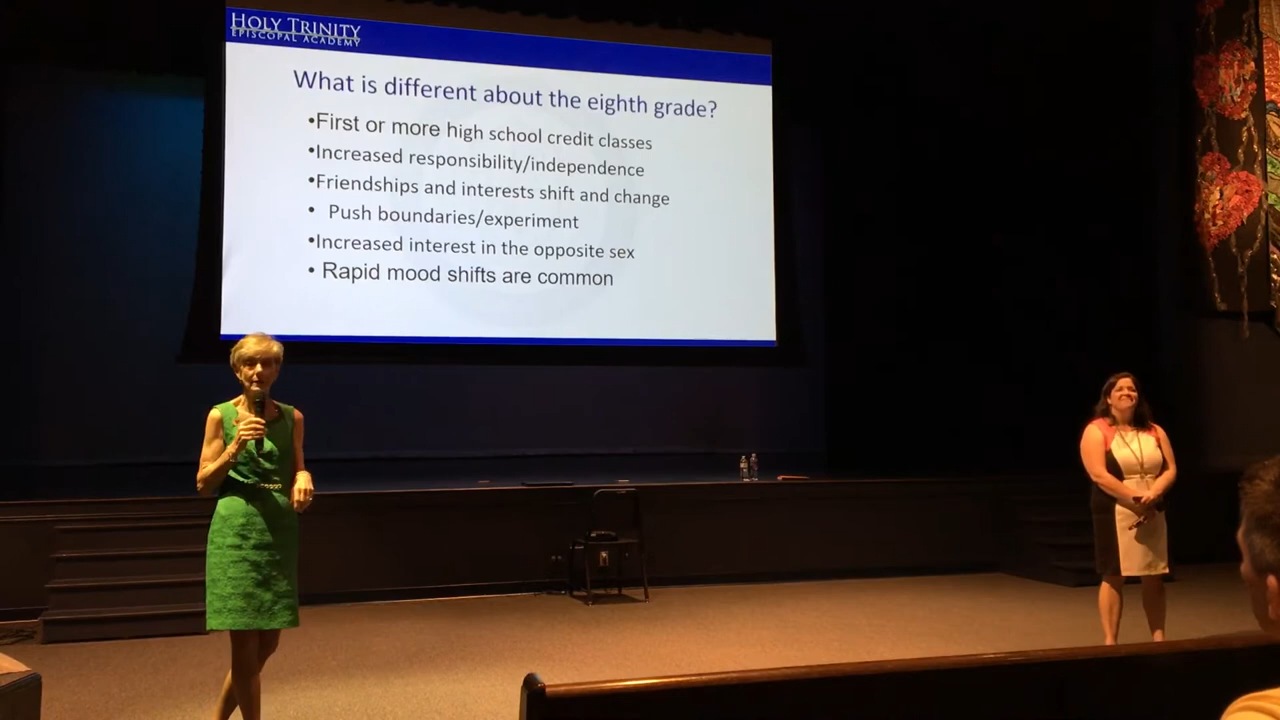 HOLY TRINITY
EPISCOPAL ACADEMY
What is different about the eighth grade?
•First or more high school credit classes
•Increased responsibility/independence
•Friendships and interests shift and change
• Push boundaries/experiment
•Increased interest in the opposite sex
• Rapid mood shifts are common